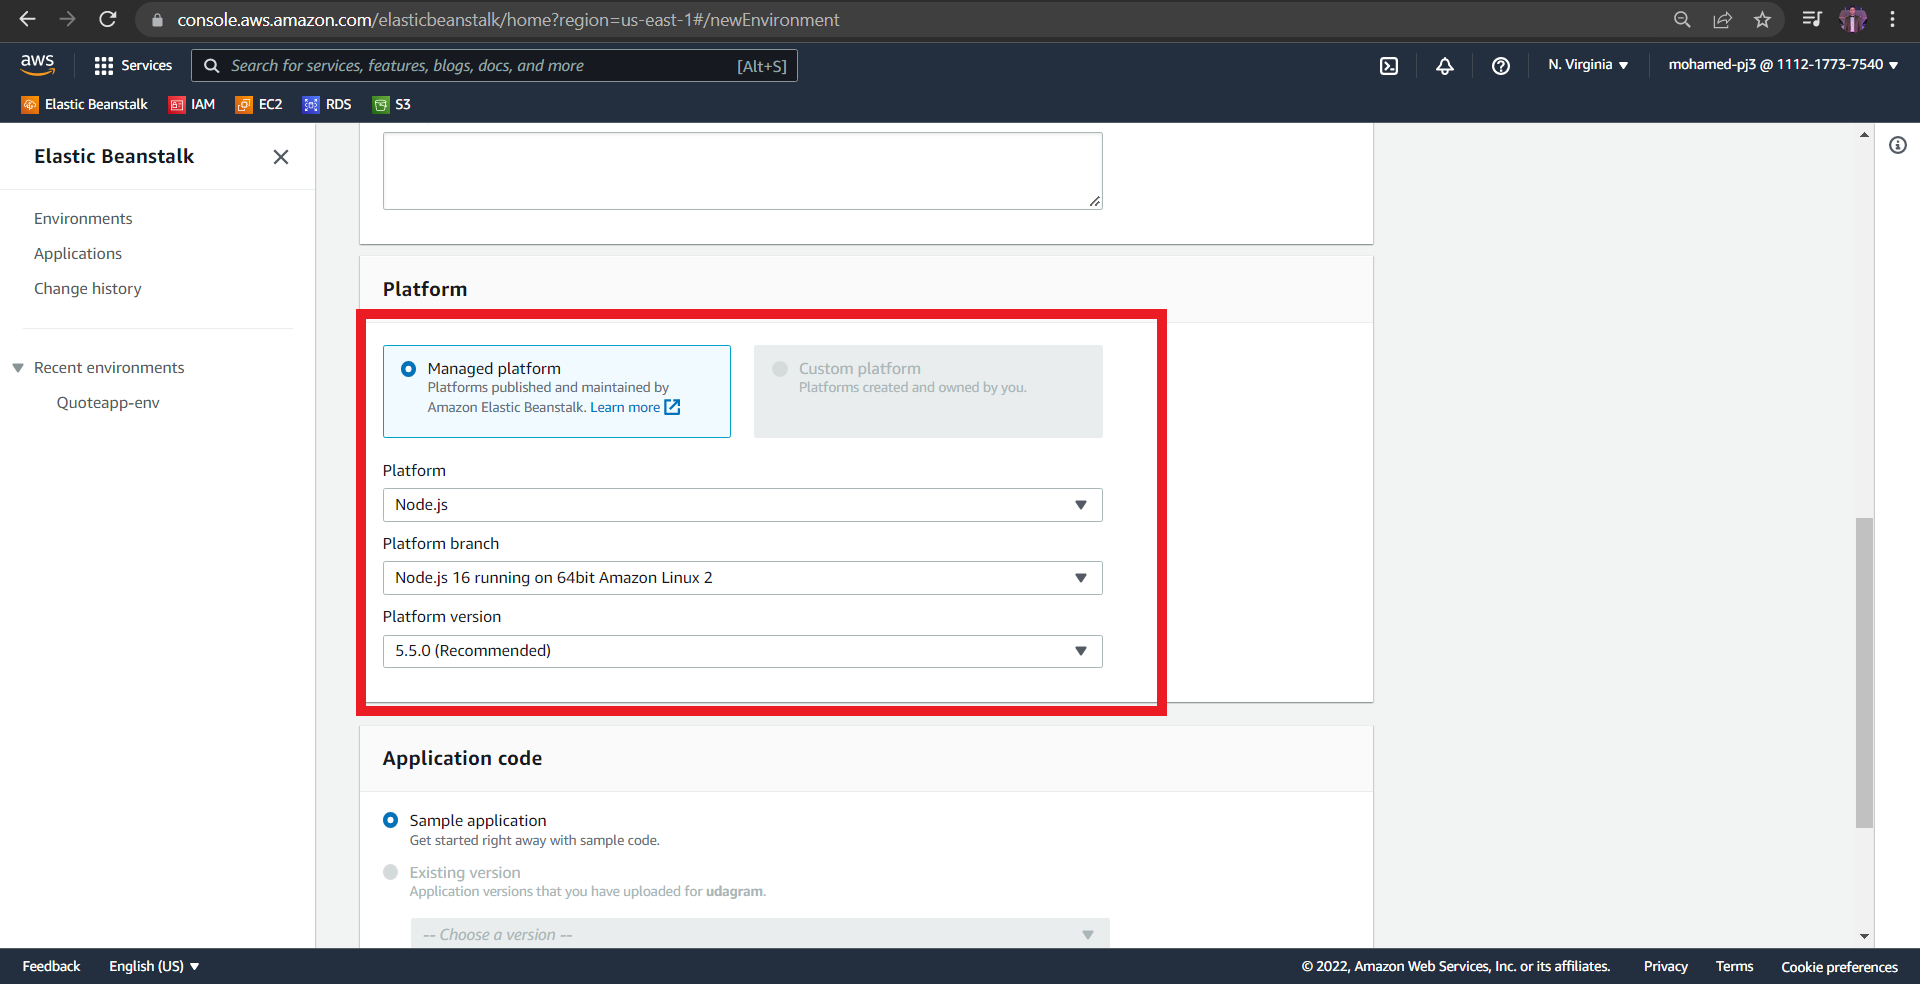 console.aws.amazon.com/elasticbeanstalk/home?region=us-east-1#/newEnvironment
aws
Services
Search for services, features, blogs, docs, and more
[Alt+S]
N. Virginia
mohamed-pj3 @ 1112-1773-7540
Elastic Beanstalk
IAM
EC2
RDS
S3
Elastic Beanstalk
Environments
Applications
Change history
Recent environments
Quoteapp-env
Platform
Managed platform
Platforms published and maintained by
Amazon Elastic Beanstalk. Learn more
Custom platform
Platforms created and owned by you.
Platform
Node.js
Platform branch
Node.js 16 running on 64bit Amazon Linux 2
Platform version
5.5.0 (Recommended)
Application code
Sample application
Get started right away with sample code.
Existing version
Application versions that you have uploaded for udagram.
-- Choose a version --
Feedback
English (US)
© 2022, Amazon Web Services, Inc. or its affiliates.
Privacy
Terms
Cookie preferences